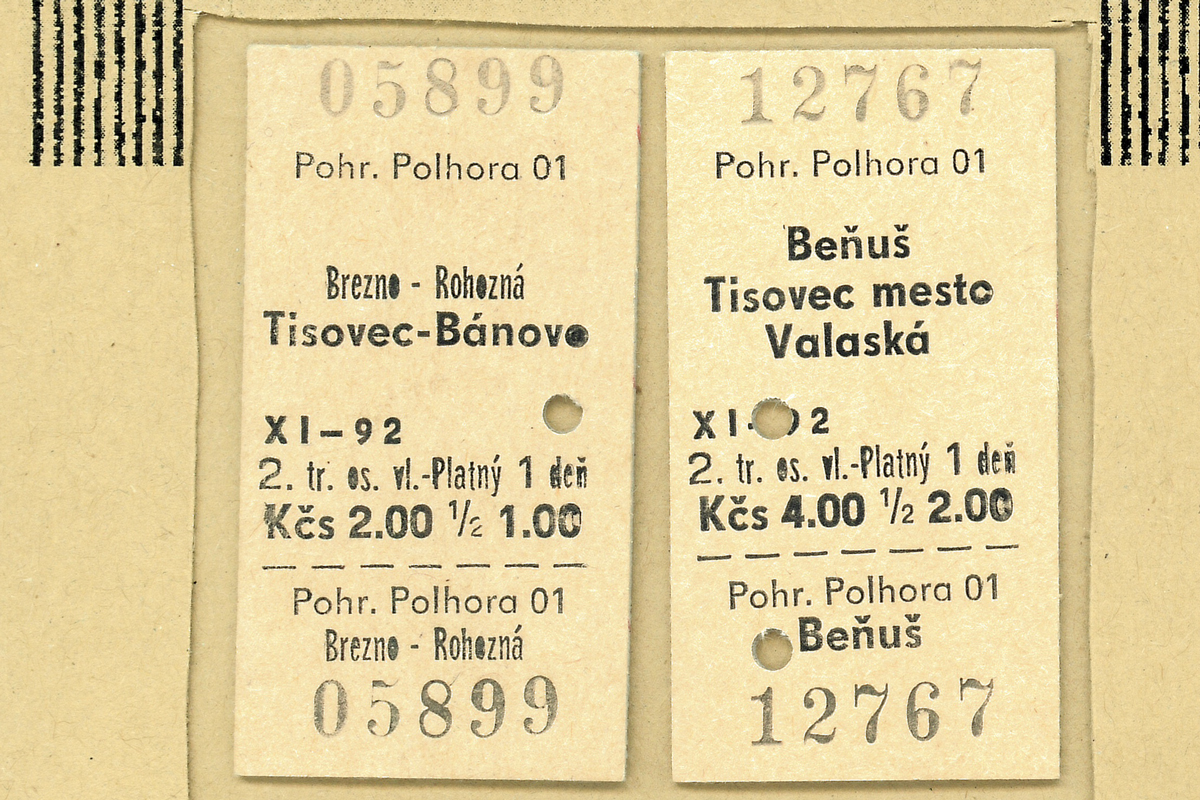 05899
Pohr. Polhora 01
Brezno - Rohozná
Tisovec-Bánovo
XI-92
2. tr. os. vl.-Platný 1 deň
Kčs 2.00 1/2 1.00
Pohr. Polhora 01
Brezno - Rohozná
05899
12767
Pohr. Polhora 01
Beňuš
Tisovec mesto
Valaská
XI-92
2. tr. os. vl.-Platný 1 deň
Kčs 4.00 1/2 2.00
Pohr. Polhora 01
Beňuš
12767